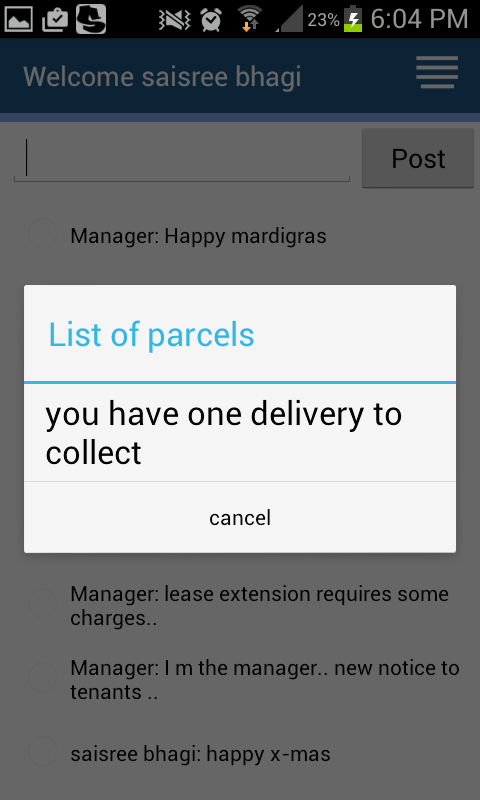 23% 6:04 PM
Welcome saisree bhagi
Post
Manager: Happy mardigras
List of parcels
you have one delivery to
collect
cancel
Manager: lease extension requires some
charges..
Manager: I m the manager.. new notice to
tenants ..
saisree bhagi: happy x-mas